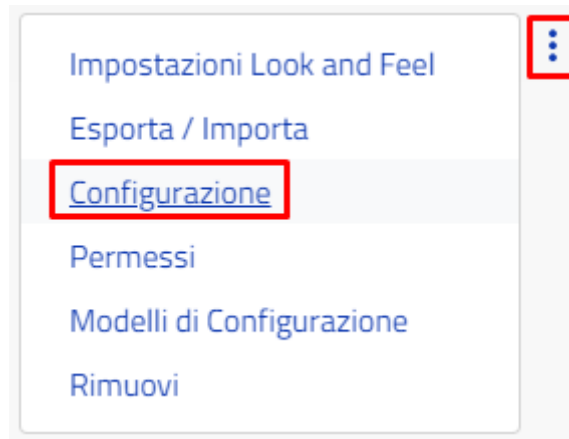 Impostazioni Look and Feel
Esporta / Importa
Configurazione
Permessi
Modelli di Configurazione
Rimuovi